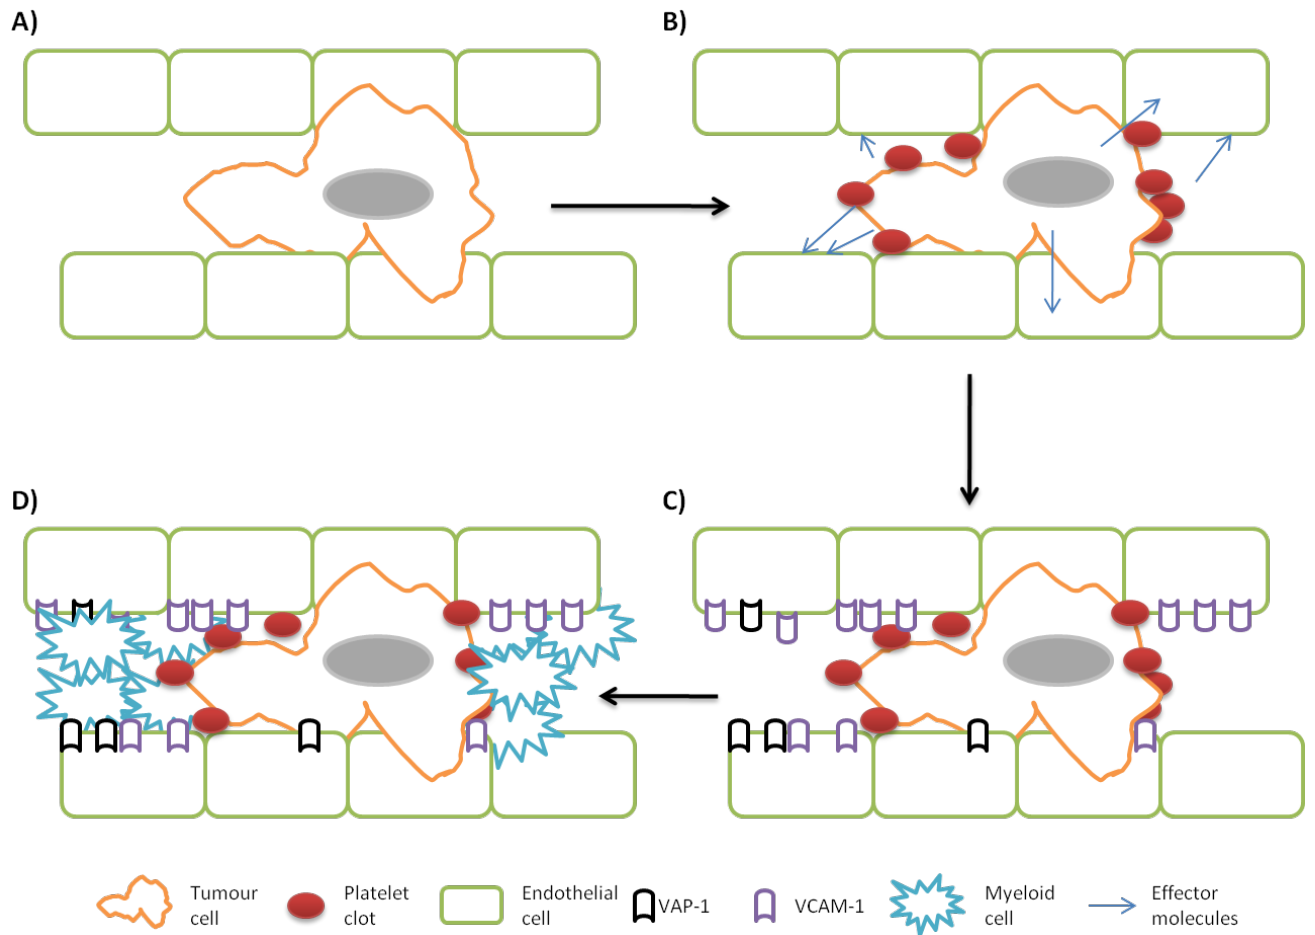 A)
B)
D)
C)
Tumour
cell
Platelet
clot
Endothelial
cell
VAP-1
VCAM-1
Myeloid
cell
Effector
molecules